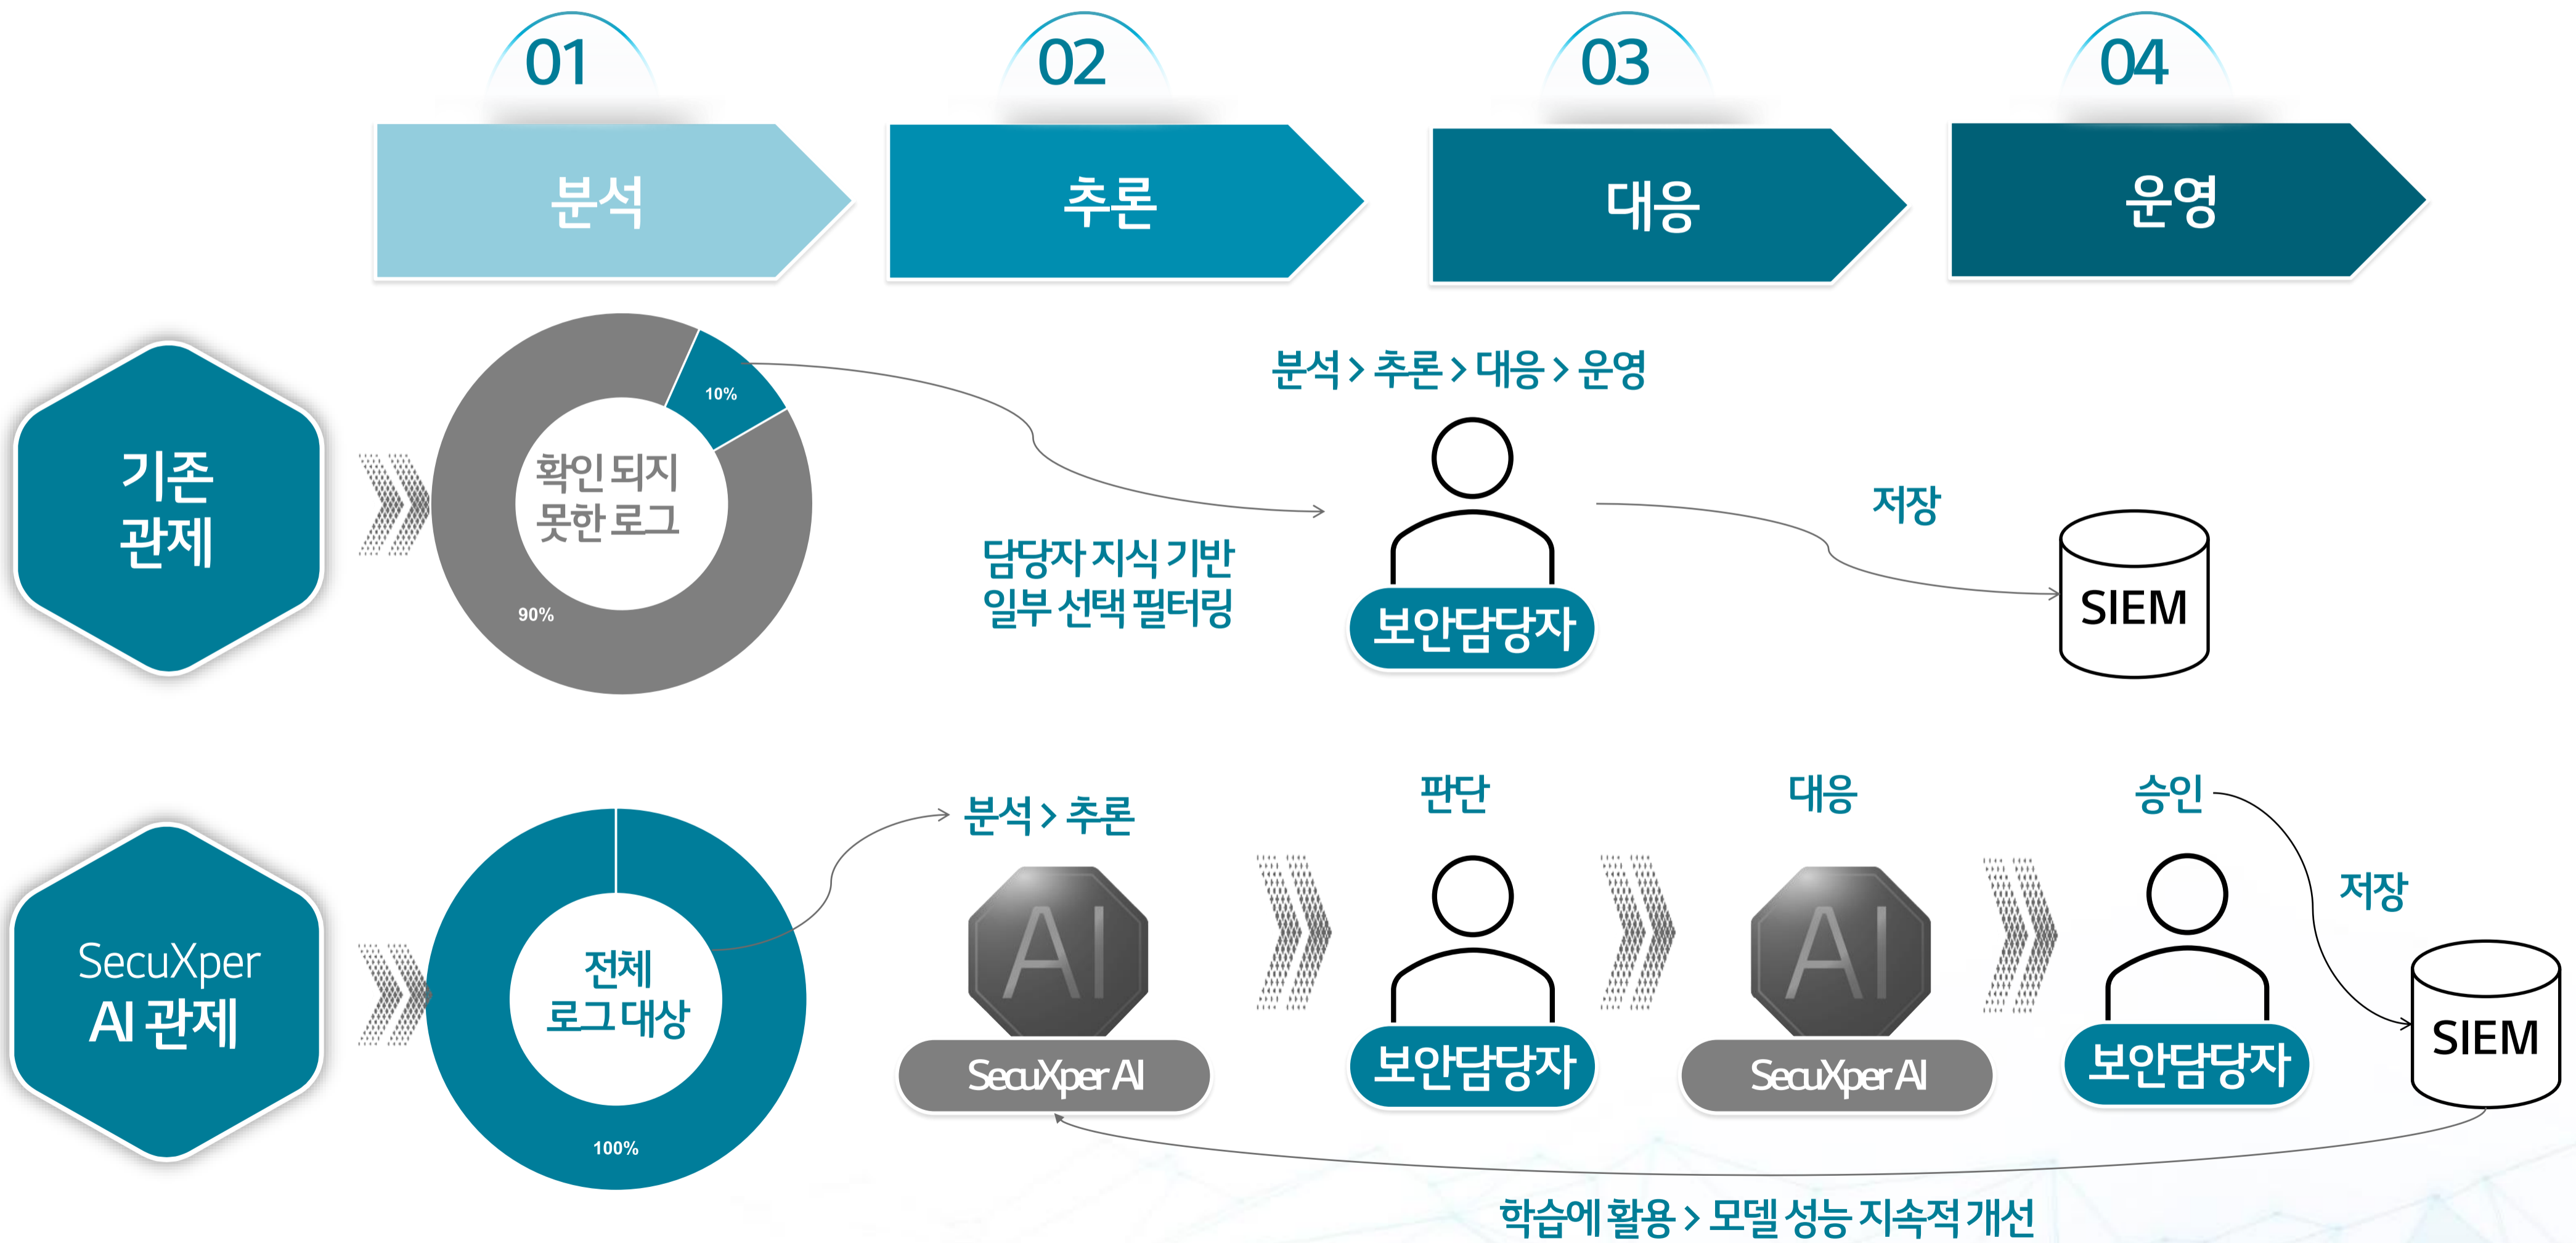 01
02
03
04
분석
추론
대응
운영
기존
관제
10%
90%
확인 되지
못한 로그
담당자 지식 기반
일부 선택 필터링
분석 > 추론 > 대응 > 운영
보안담당자
저장
SIEM
SecuXper
AI 관제
전체
로그 대상
100%
분석 > 추론
AI
SecuXper AI
판단
보안담당자
대응
AI
SecuXper AI
승인
보안담당자
저장
SIEM
학습에 활용 > 모델 성능 지속적 개선